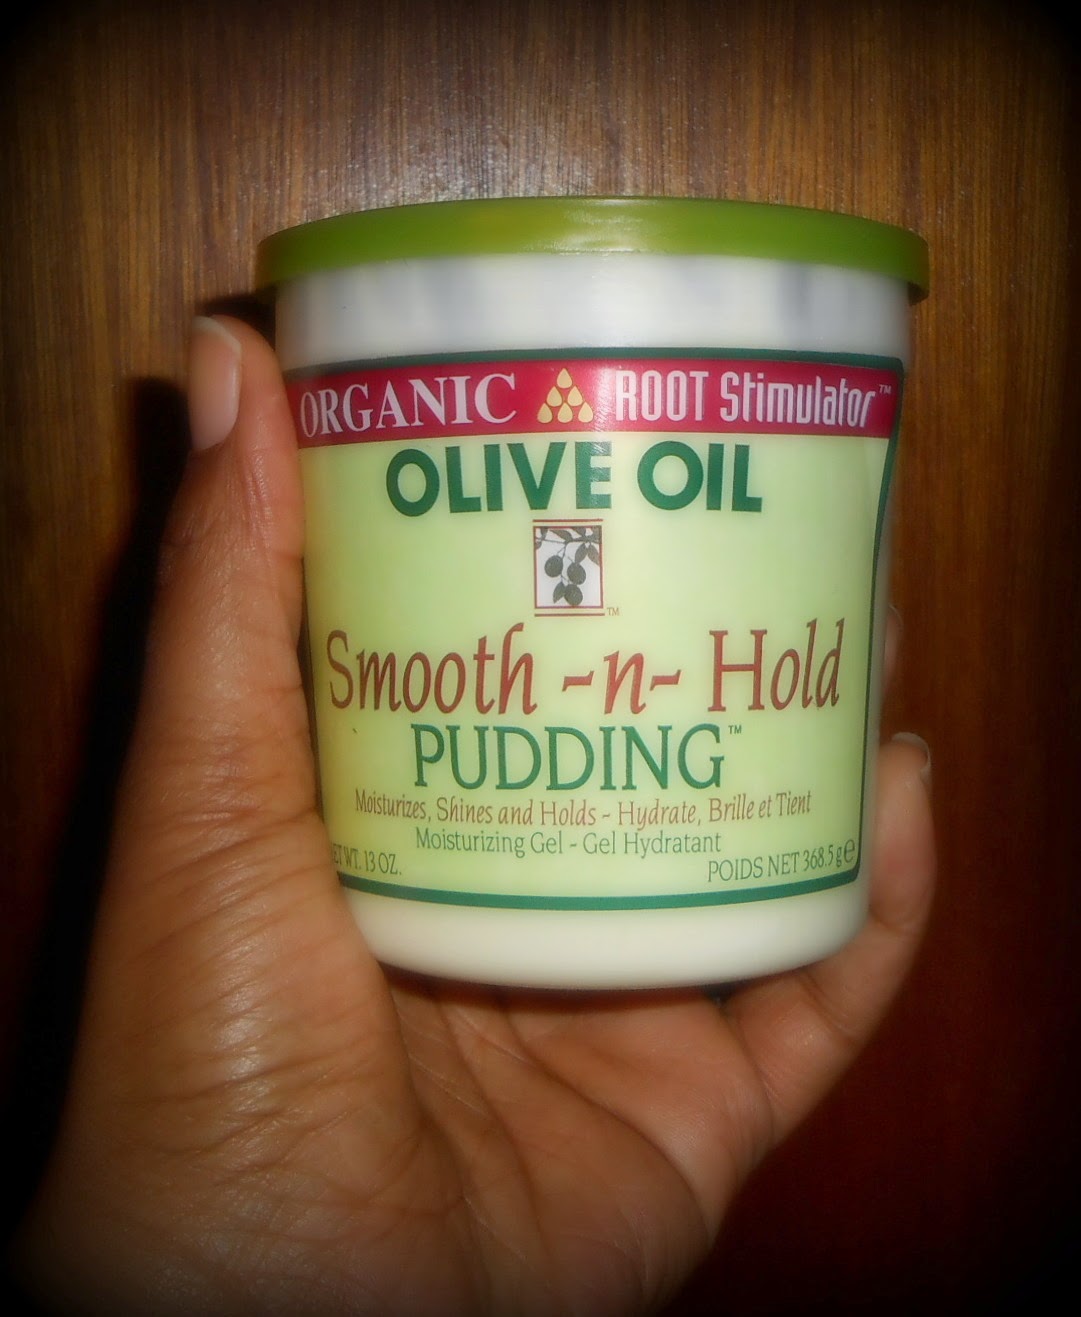 ORGANIC ROOT Stimulator™
OLIVE OIL
™
Smooth -n- Hold
PUDDING™
Moisturizes, Shines and Holds - Hydrate, Brille et Tient
Moisturizing Gel - Gel Hydratant
WT. 13 OZ. POIDS NET 368.5 g e